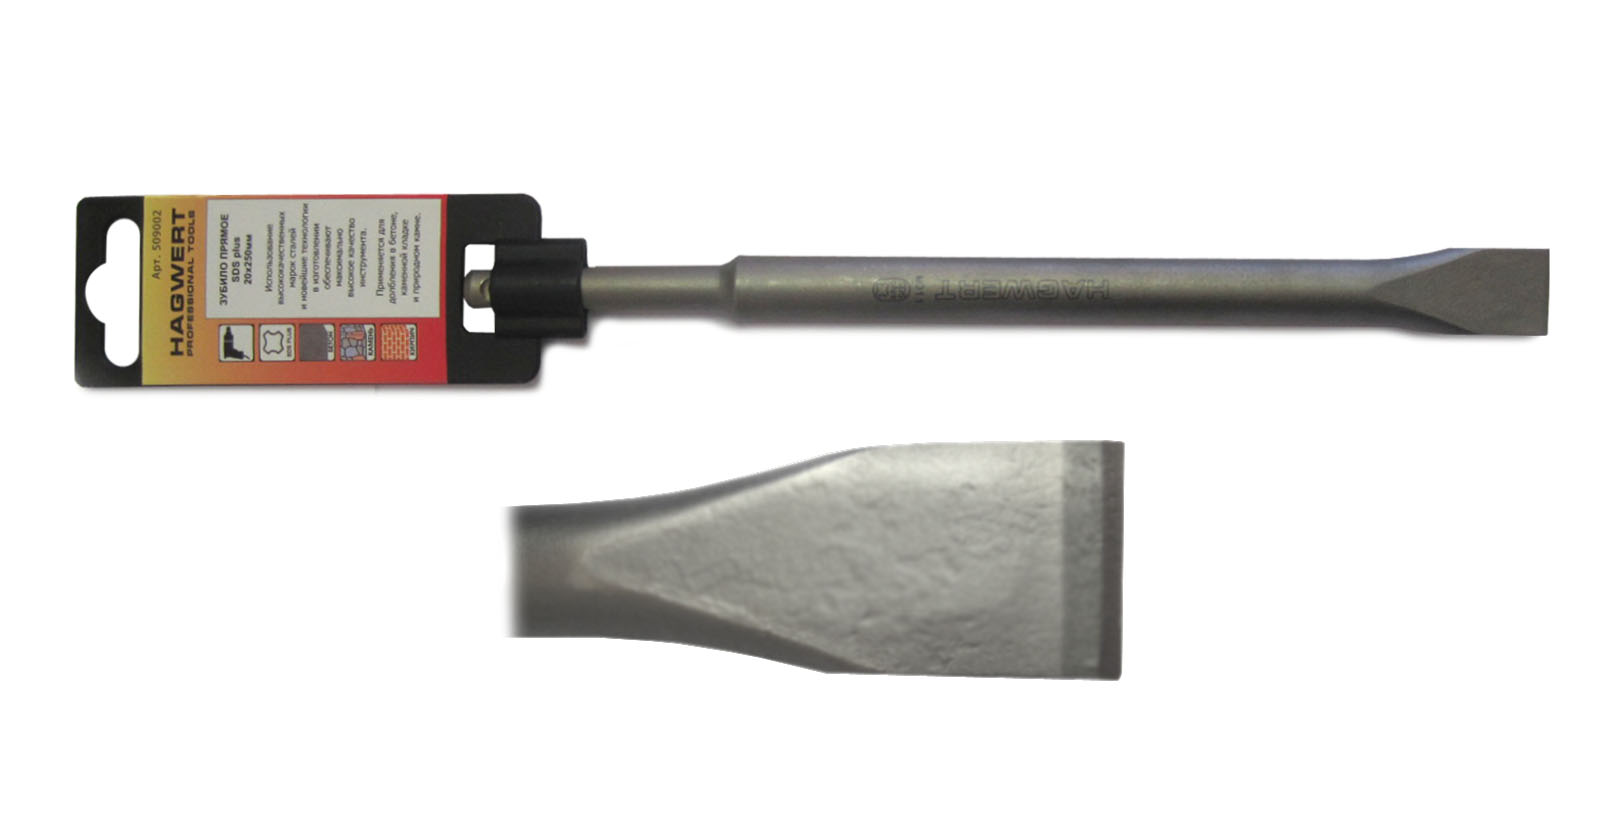 Арт. 509002
HAGWERT
PROFESSIONAL TOOLS
ЗУБИЛО ПРЯМОЕ
SDS plus
20х250мм
Использование
высококачественных
марок сталей
и новейшие технологии
в изготовлении
обеспечивают
максимально
высокое качество
инструмента.
Применяется для
долбления в бетоне,
каменной кладке
и природном камне.
SDS PLUS
БЕТОН
КАМЕНЬ
КИРПИЧ
HAGWERT